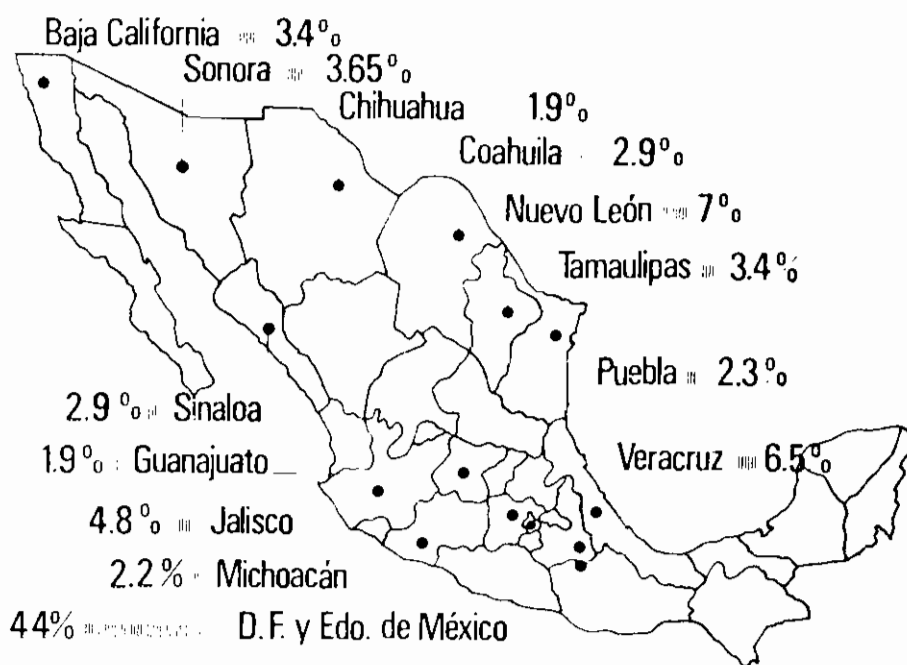 Baja California 3.4%
Sonora 3.65%
Chihuahua 1.9%
Coahuila 2.9%
Nuevo León 7%
Tamaulipas 3.4%
Puebla 2.3%
2.9% Sinaloa
Veracruz 6.5%
1.9% Guanajuato
4.8% Jalisco
2.2% Michoacán
44% D.F. y Edo. de México